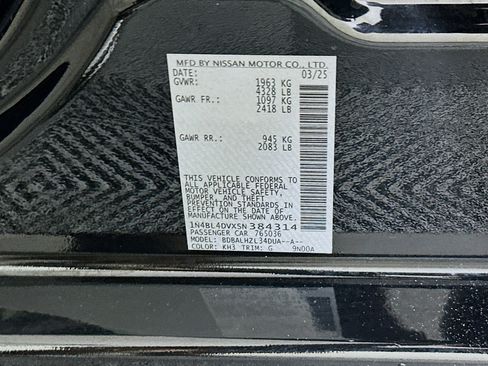 MFD BY NISSAN MOTOR CO., LTD.
DATE: 03/25
GVWR: 1963 KG
4328 LB
GAWR FR.: 1097 KG
2418 LB
GAWR RR.: 945 KG
2083 LB
THIS VEHICLE CONFORMS TO
ALL APPLICABLE FEDERAL
MOTOR VEHICLE SAFETY,
BUMPER, AND THEFT
PREVENTION STANDARDS IN
EFFECT ON THE DATE OF
MANUFACTURE SHOWN ABOVE.
1N4BL4DVXSN384314
PASSENGER CAR 765036
MODEL: BDBALHZL34DUA--A--
COLOR: KH3 TRIM: G 9N00A